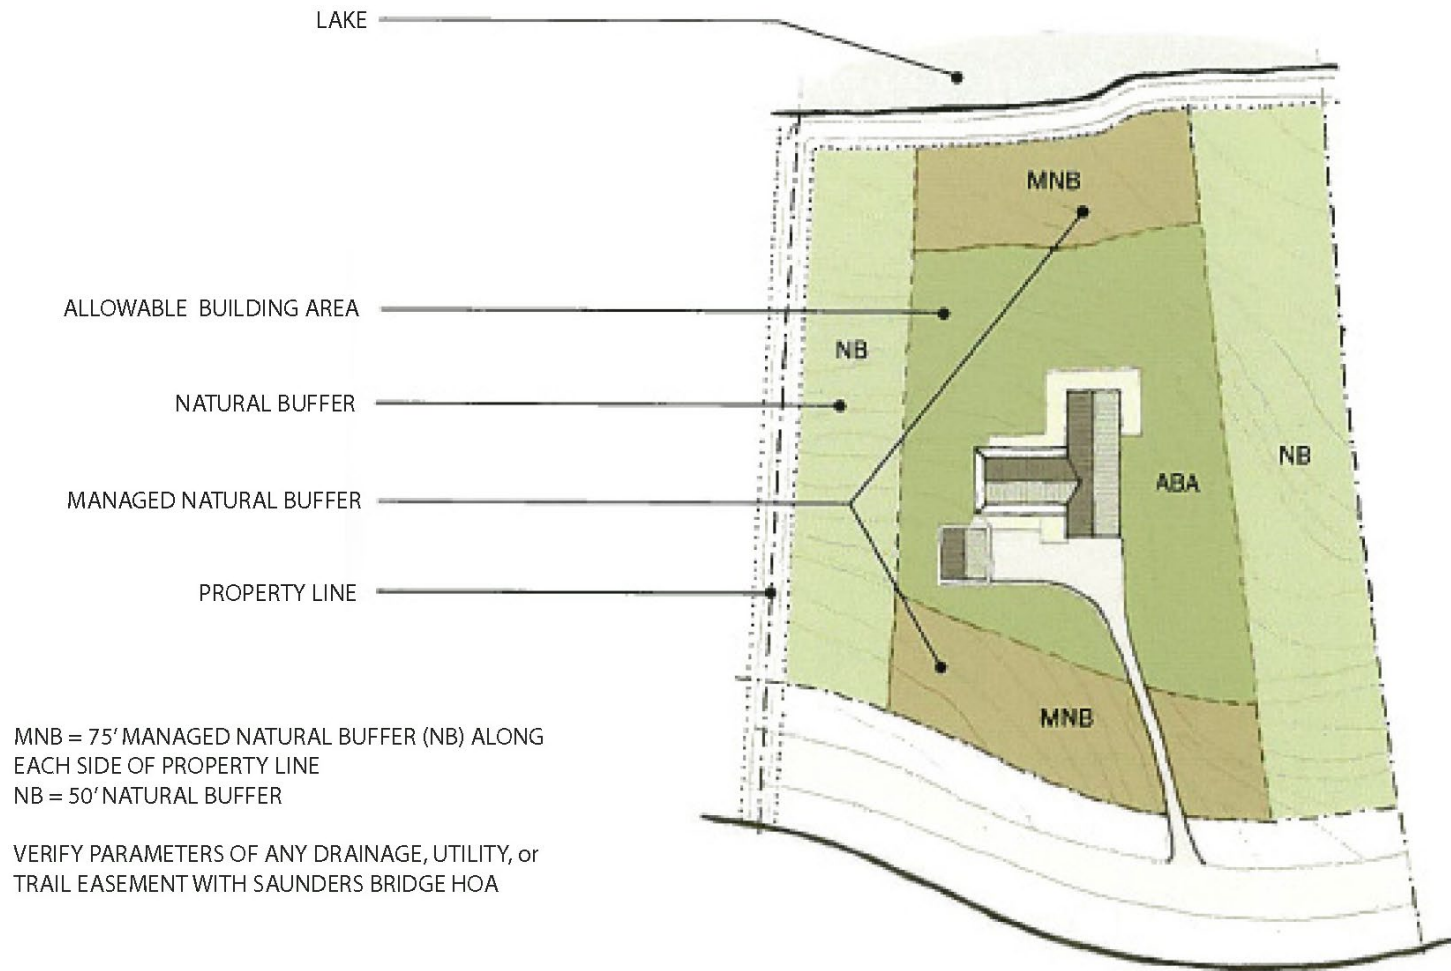 LAKE
MNB
ALLOWABLE BUILDING AREA
NB
NATURAL BUFFER
NB
ABA
MANAGED NATURAL BUFFER
PROPERTY LINE
MNB
MNB = 75' MANAGED NATURAL BUFFER (NB) ALONG
EACH SIDE OF PROPERTY LINE
NB = 50' NATURAL BUFFER
VERIFY PARAMETERS OF ANY DRAINAGE, UTILITY, or
TRAIL EASEMENT WITH SAUNDERS BRIDGE HOA